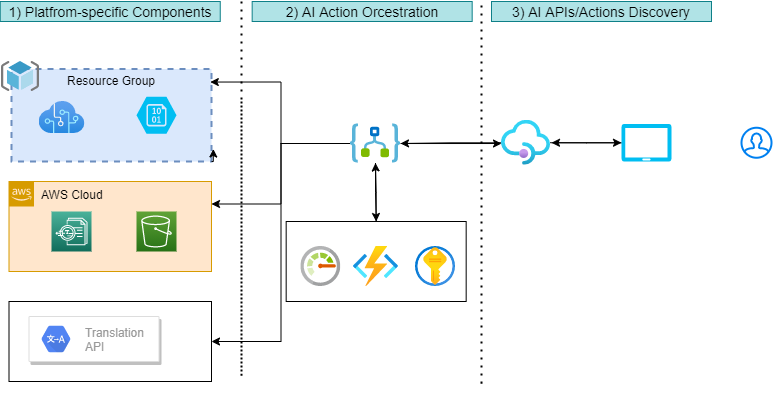 1) Platfrom-specific Components
2) AI Action Orcestration
3) AI APIs/Actions Discovery
Resource Group
10
01
aws
AWS Cloud
文-A
Translation
API